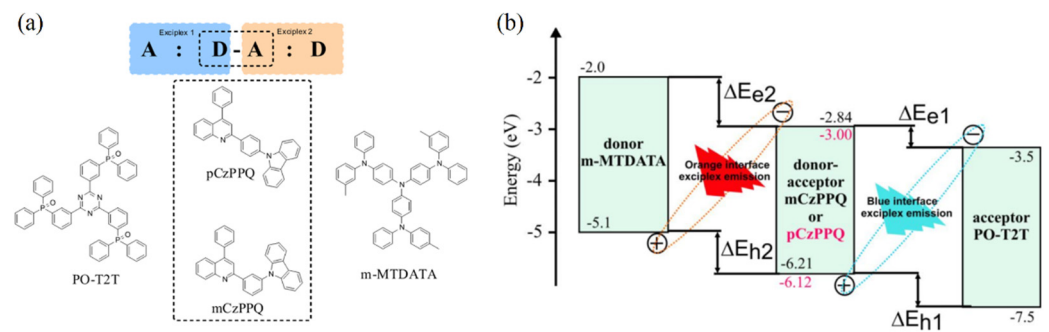 (a)
Exciplex 1
Exciplex 2
A : D - A : D
pCzPPQ
mCzPPQ
PO-T2T
m-MTDATA
P
O
P
O
P
O
N
N
N
N
N
N
N
N
N
N
N
(b)
Energy (eV)
-2
-3
-4
-5
-2.0
donor
m-MTDATA
-5.1
ΔEe2
ΔEh2
Orange interface
exciplex emission
-2.84
-3.00
donor-
acceptor
mCzPPQ
or
pCzPPQ
-6.21
-6.12
Blue interface
exciplex emission
ΔEe1
ΔEh1
-3.5
acceptor
PO-T2T
-7.5
−
+
−
+